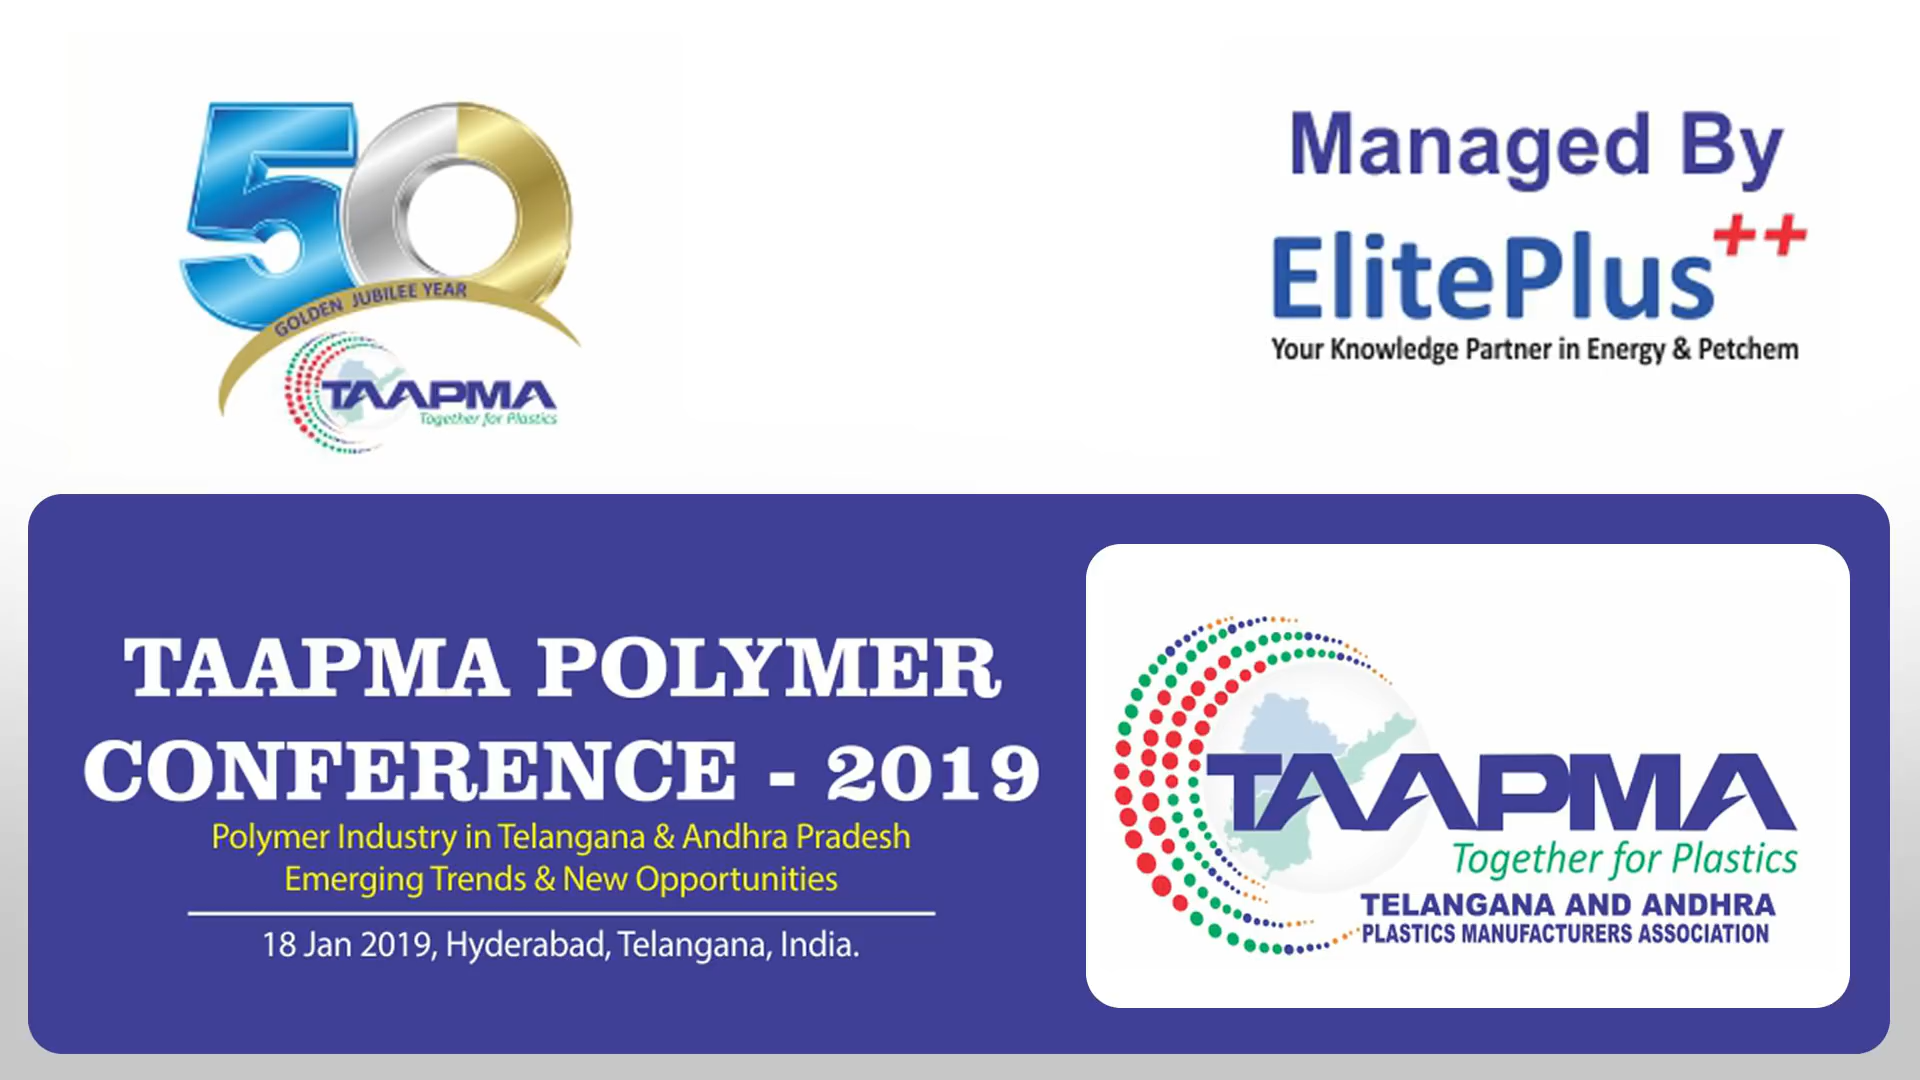 50
GOLDEN JUBILEE YEAR
TAAPMA
Together for Plastics
Managed By
ElitePlus++
Your Knowledge Partner in Energy & Petchem
TAAPMA POLYMER
CONFERENCE - 2019
Polymer Industry in Telangana & Andhra Pradesh
Emerging Trends & New Opportunities
18 Jan 2019, Hyderabad, Telangana, India.
TAAPMA
Together for Plastics
TELANGANA AND ANDHRA
PLASTICS MANUFACTURERS ASSOCIATION